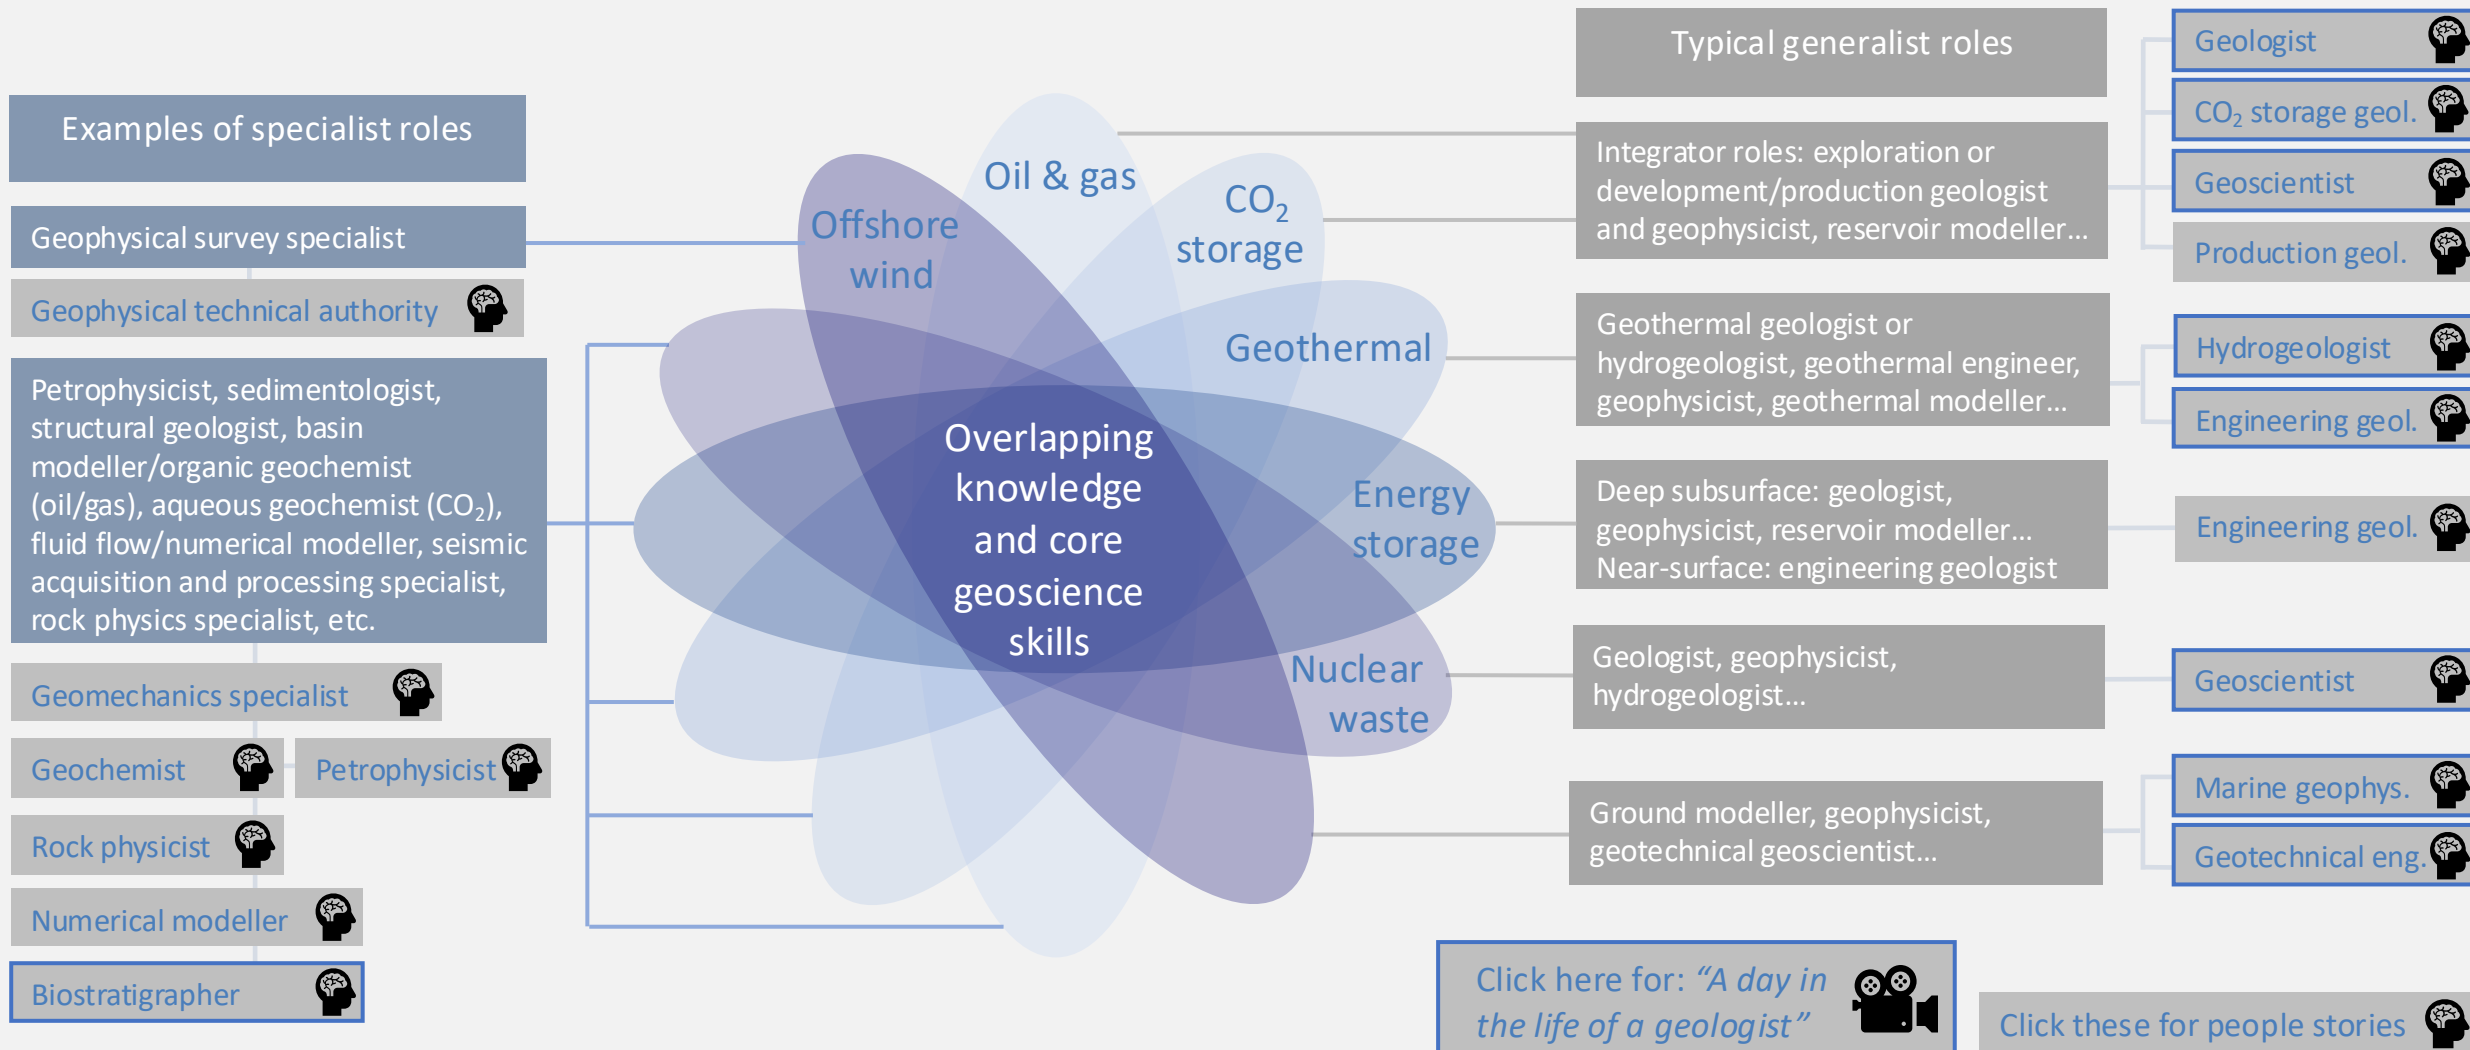 Examples of specialist roles
Geophysical survey specialist
Geophysical technical authority
Petrophysicist, sedimentologist,
structural geologist, basin
modeller/organic geochemist
(oil/gas), aqueous geochemist (CO₂),
fluid flow/numerical modeller, seismic
acquisition and processing specialist,
rock physics specialist, etc.
Geomechanics specialist
Geochemist
Petrophysicist
Rock physicist
Numerical modeller
Biostratigrapher
Oil & gas
Offshore
wind
CO₂
storage
Geothermal
Energy
storage
Nuclear
waste
Overlapping
knowledge
and core
geoscience
skills
Typical generalist roles
Integrator roles: exploration or
development/production geologist
and geophysicist, reservoir modeller...
Geothermal geologist or
hydrogeologist, geothermal engineer,
geophysicist, geothermal modeller...
Deep subsurface: geologist,
geophysicist, reservoir modeller...
Near-surface: engineering geologist
Geologist, geophysicist,
hydrogeologist...
Ground modeller, geophysicist,
geotechnical geoscientist...
Geologist
CO₂ storage geol.
Geoscientist
Production geol.
Hydrogeologist
Engineering geol.
Engineering geol.
Geoscientist
Marine geophys.
Geotechnical eng.
Click here for: “A day in
the life of a geologist”
Click these for people stories